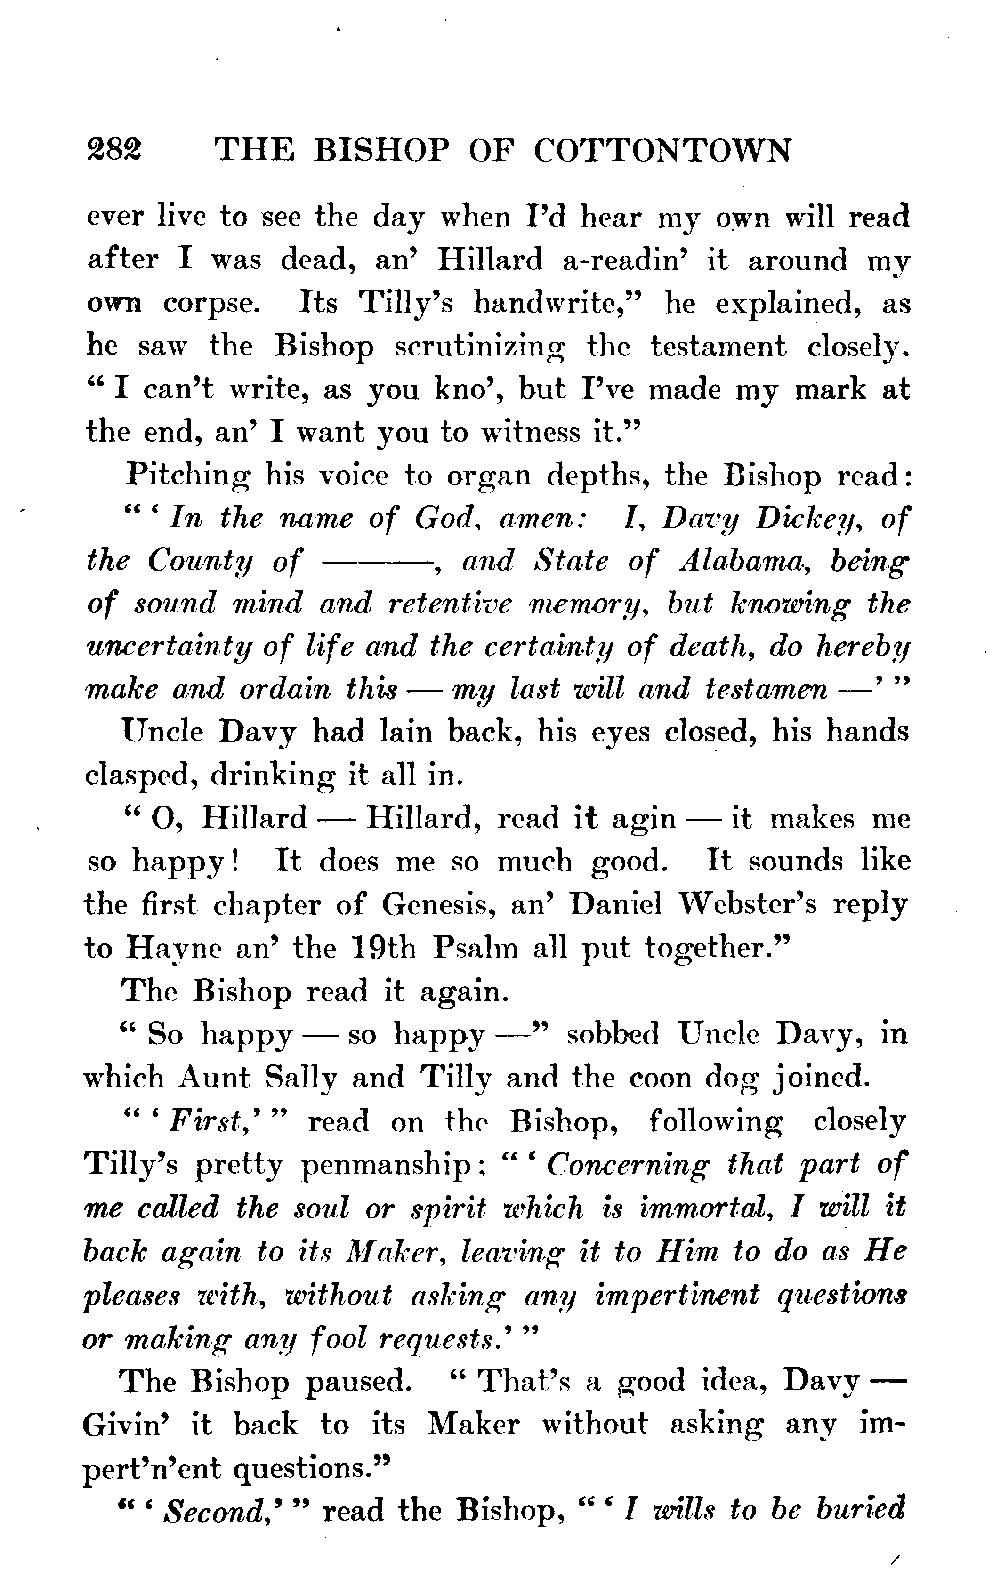 282 THE BISHOP OF COTTONTOWN
ever live to see the day when I'd hear my own will read
after I was dead, an' Hillard a-readin' it around my
own corpse. Its Tilly's handwrite," he explained, as
he saw the Bishop scrutinizing the testament closely.
"I can't write, as you kno', but I've made my mark at
the end, an' I want you to witness it."
Pitching his voice to organ depths, the Bishop read:
"'In the name of God, amen: I, Davy Dickey, of
the County of ———, and State of Alabama, being
of sound mind and retentive memory, but knowing the
uncertainty of life and the certainty of death, do hereby
make and ordain this — my last will and testamen —'"
Uncle Davy had lain back, his eyes closed, his hands
clasped, drinking it all in.
"O, Hillard — Hillard, read it agin — it makes me
so happy! It does me so much good. It sounds like
the first chapter of Genesis, an' Daniel Webster's reply
to Hayne an' the 19th Psalm all put together."
The Bishop read it again.
"So happy — so happy —" sobbed Uncle Davy, in
which Aunt Sally and Tilly and the coon dog joined.
"'First,'" read on the Bishop, following closely
Tilly's pretty penmanship; "'Concerning that part of
me called the soul or spirit which is immortal, I will it
back again to its Maker, leaving it to Him to do as He
pleases with, without asking any impertinent questions
or making any fool requests.'"
The Bishop paused. "That's a good idea, Davy —
Givin' it back to its Maker without asking any im-
pert'n'ent questions."
"'Second,'" read the Bishop, "'I wills to be buried